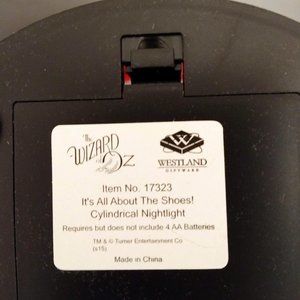 The
WIZARD
OF
OZ
W
WESTLAND
GIFTWARE
Item No. 17323
It's All About The Shoes!
Cylindrical Nightlight
Requires but does not include 4 AA Batteries
TM & © Turner Entertainment Co
(s15)
Made in China